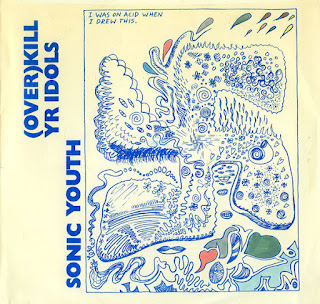 I WAS ON ACID WHEN
I DREW THIS.
(OVER)KILL
YR IDOLS
SONIC YOUTH